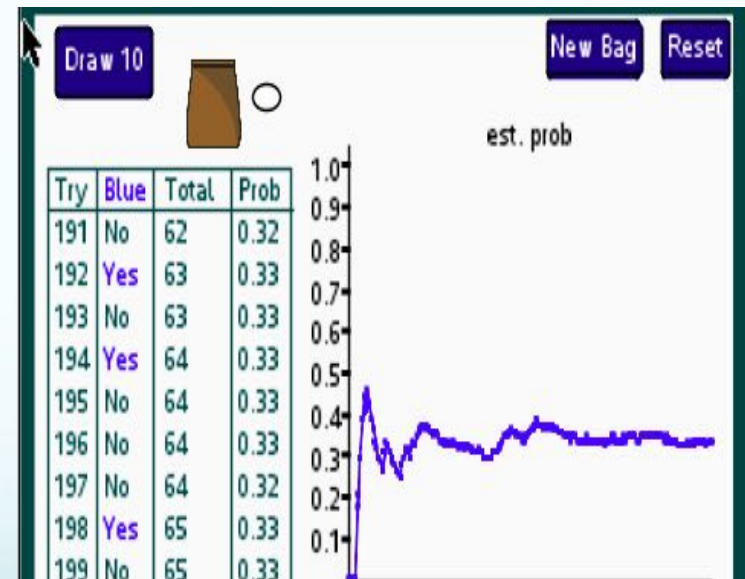 Draw 10
New Bag
Reset
est. prob
Try Blue Total Prob
191 No 62 0.32
192 Yes 63 0.33
193 No 63 0.33
194 Yes 64 0.33
195 No 64 0.33
196 No 64 0.33
197 No 64 0.32
198 Yes 65 0.33
199 No 65 0.33
1.0
0.9
0.8
0.7
0.6
0.5
0.4
0.3
0.2
0.1